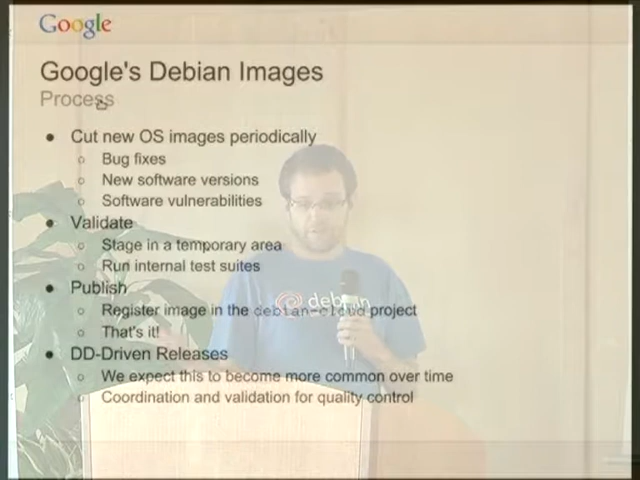 Google
Google's Debian Images
Process
Cut new OS images periodically
Bug fixes
New software versions
Software vulnerabilities
Validate
Stage in a temporary area
Run internal test suites
Publish
Register image in the debian-cloud project
That's it!
DD-Driven Releases
We expect this to become more common over time
Coordination and validation for quality control
debian